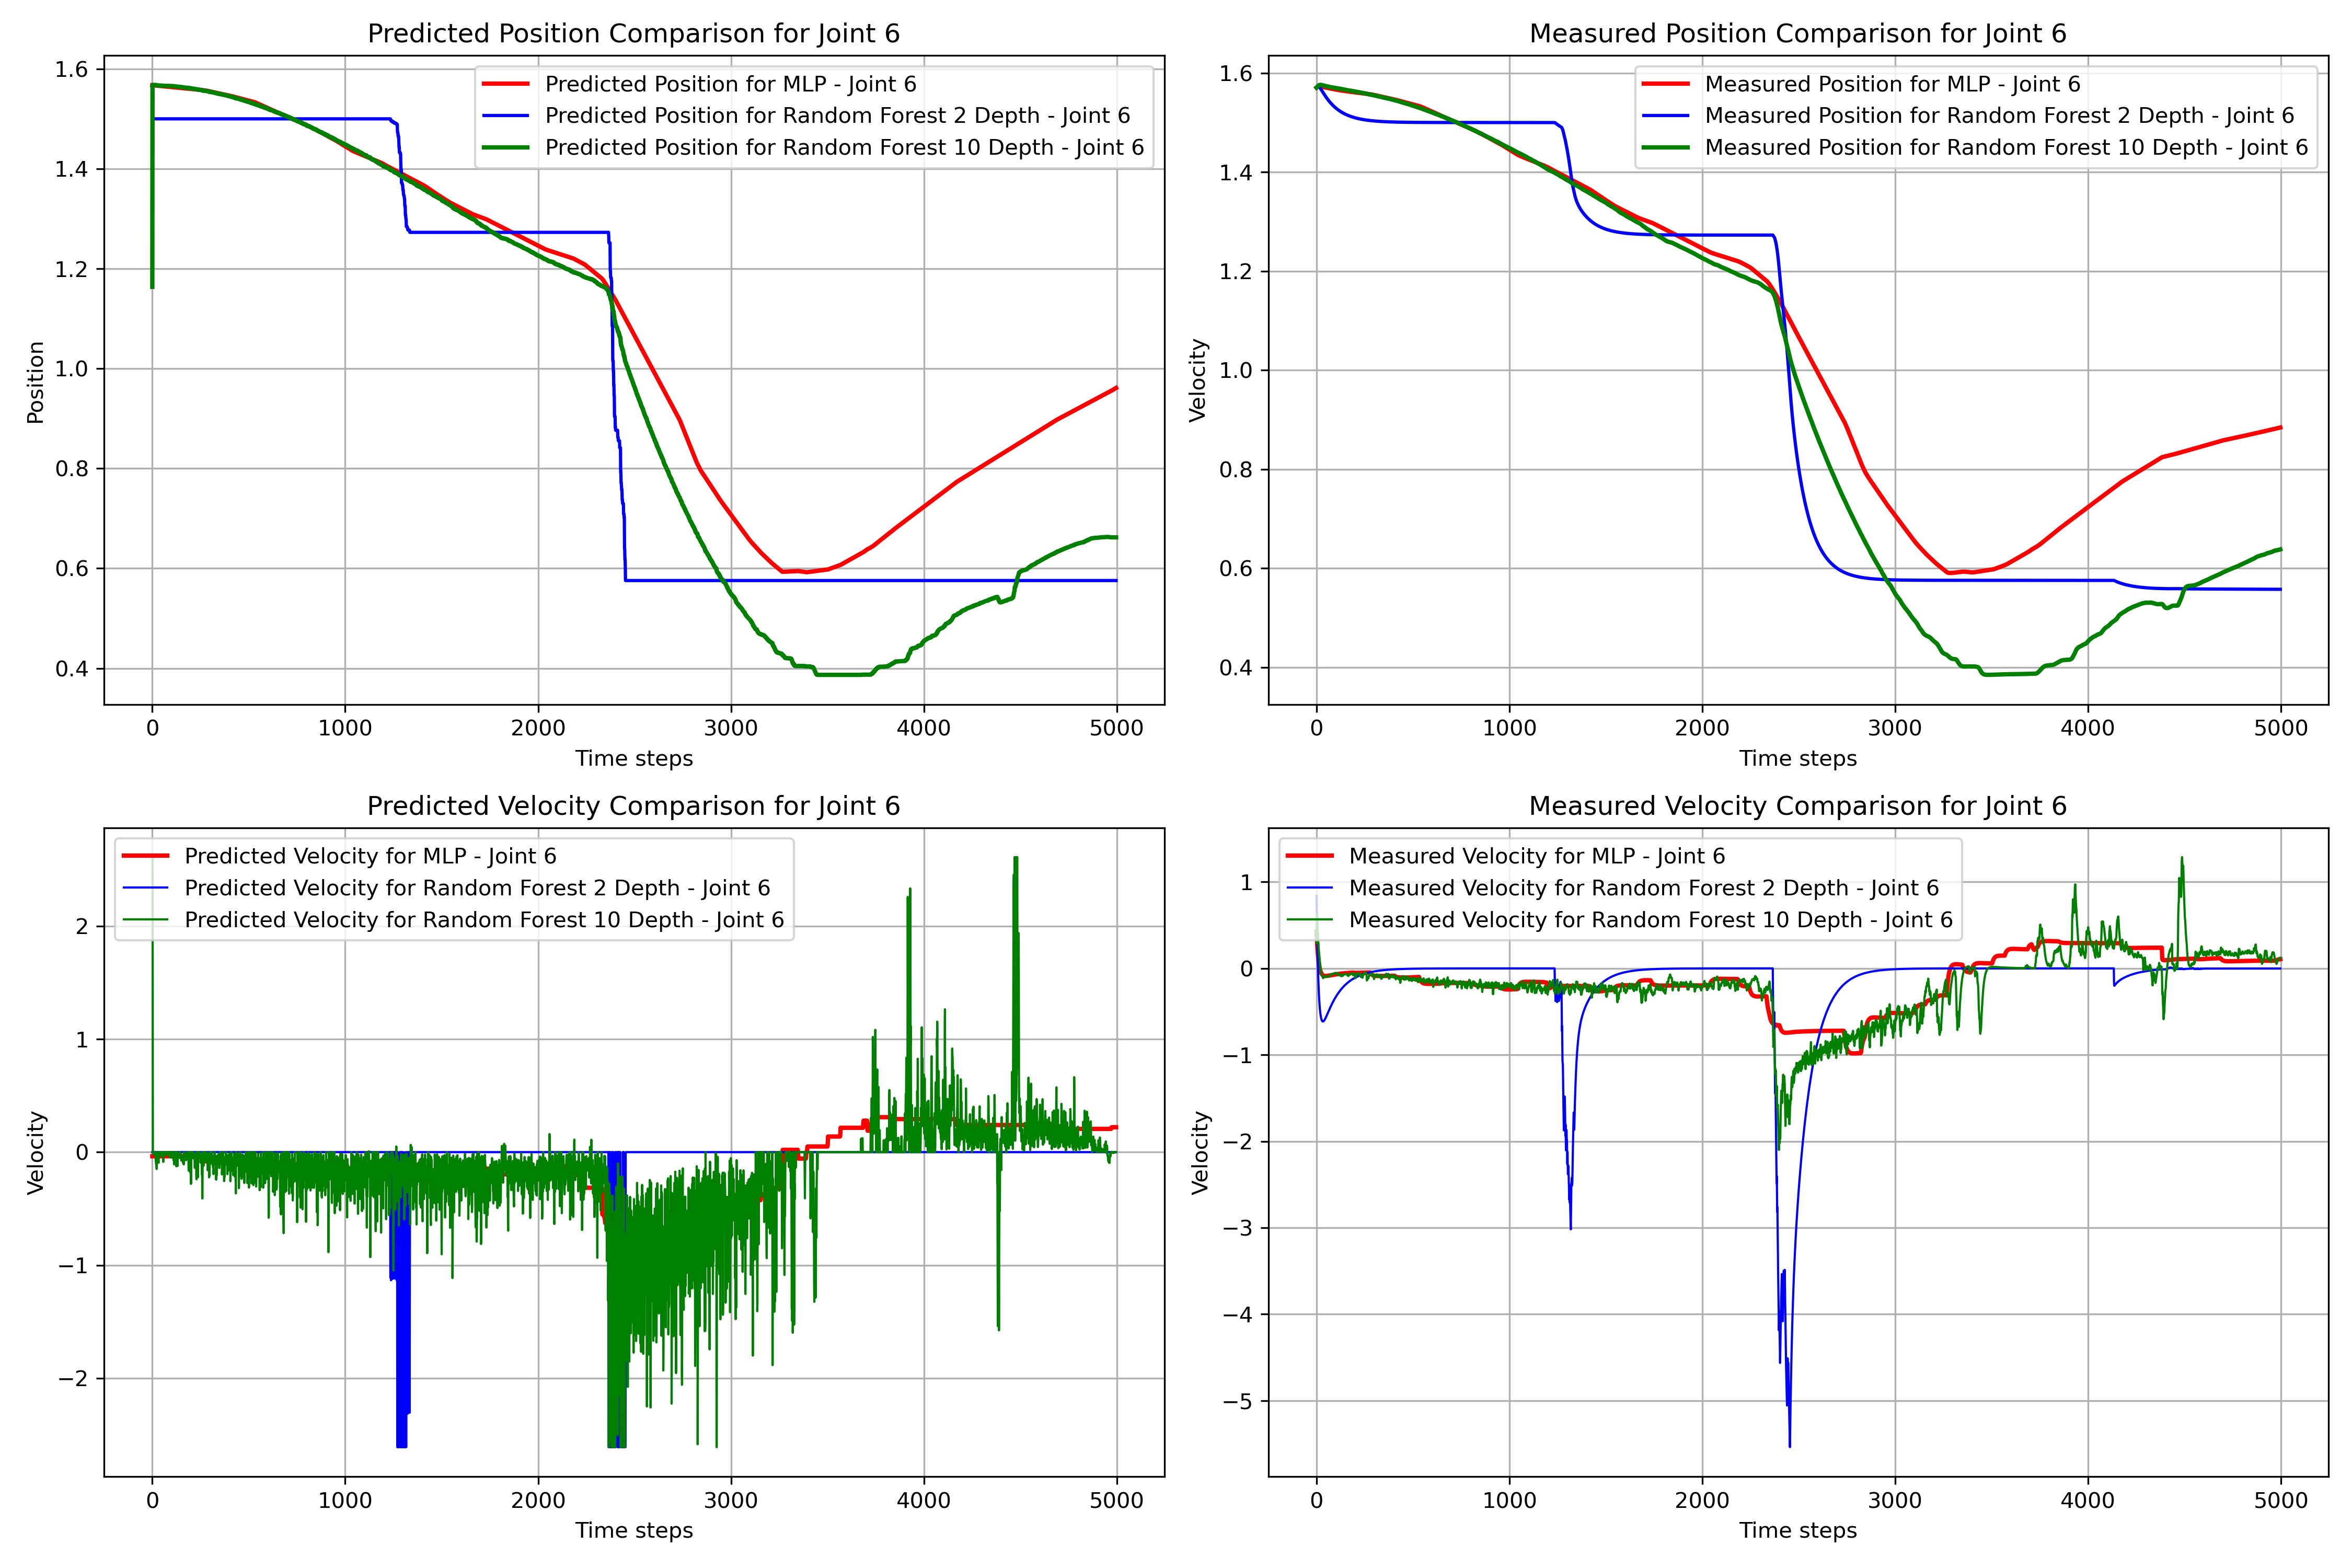 Predicted Position Comparison for Joint 6
Predicted Position for MLP - Joint 6
Predicted Position for Random Forest 2 Depth - Joint 6
Predicted Position for Random Forest 10 Depth - Joint 6
1.6
1.4
1.2
1.0
0.8
0.6
0.4
Position
0 1000 2000 3000 4000 5000
Time steps
Measured Position Comparison for Joint 6
Measured Position for MLP - Joint 6
Measured Position for Random Forest 2 Depth - Joint 6
Measured Position for Random Forest 10 Depth - Joint 6
1.6
1.4
1.2
1.0
0.8
0.6
0.4
Velocity
0 1000 2000 3000 4000 5000
Time steps
Predicted Velocity Comparison for Joint 6
Predicted Velocity for MLP - Joint 6
Predicted Velocity for Random Forest 2 Depth - Joint 6
Predicted Velocity for Random Forest 10 Depth - Joint 6
2
1
0
−1
−2
Velocity
0 1000 2000 3000 4000 5000
Time steps
Measured Velocity Comparison for Joint 6
Measured Velocity for MLP - Joint 6
Measured Velocity for Random Forest 2 Depth - Joint 6
Measured Velocity for Random Forest 10 Depth - Joint 6
1
0
−1
−2
−3
−4
−5
Velocity
0 1000 2000 3000 4000 5000
Time steps